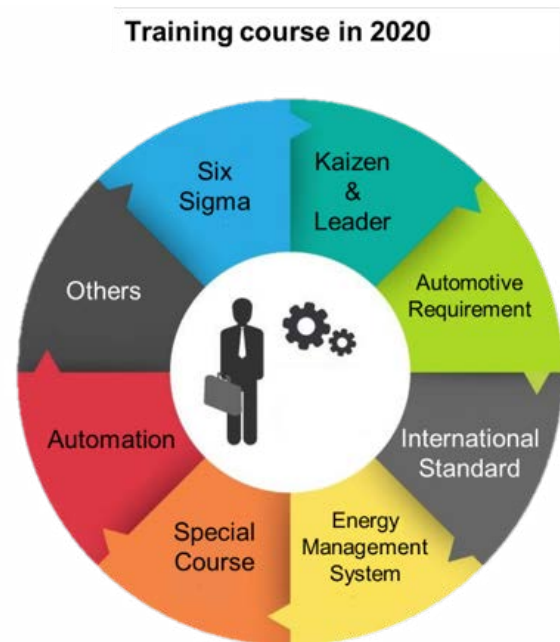 Training course in 2020
Kaizen
&
Leader
Automotive
Requirement
International
Standard
Energy
Management
System
Special
Course
Automation
Others
Six
Sigma